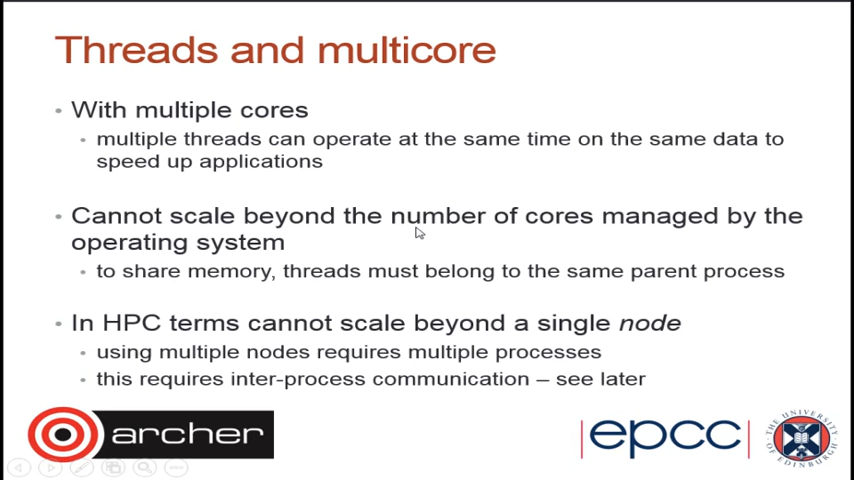 Threads and multicore
• With multiple cores
• multiple threads can operate at the same time on the same data to
speed up applications
• Cannot scale beyond the number of cores managed by the
operating system
• to share memory, threads must belong to the same parent process
• In HPC terms cannot scale beyond a single node
• using multiple nodes requires multiple processes
• this requires inter-process communication – see later
archer
epcc
THE UNIVERSITY
OF EDINBURGH